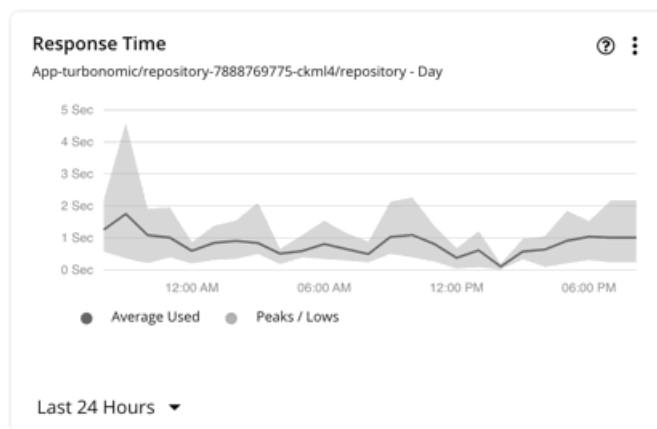 Response Time
App-turbonomic/repository-7888769775-ckml4/repository - Day
5 Sec
4 Sec
3 Sec
2 Sec
1 Sec
0 Sec
12:00 AM 06:00 AM 12:00 PM 06:00 PM
Average Used Peaks / Lows
Last 24 Hours